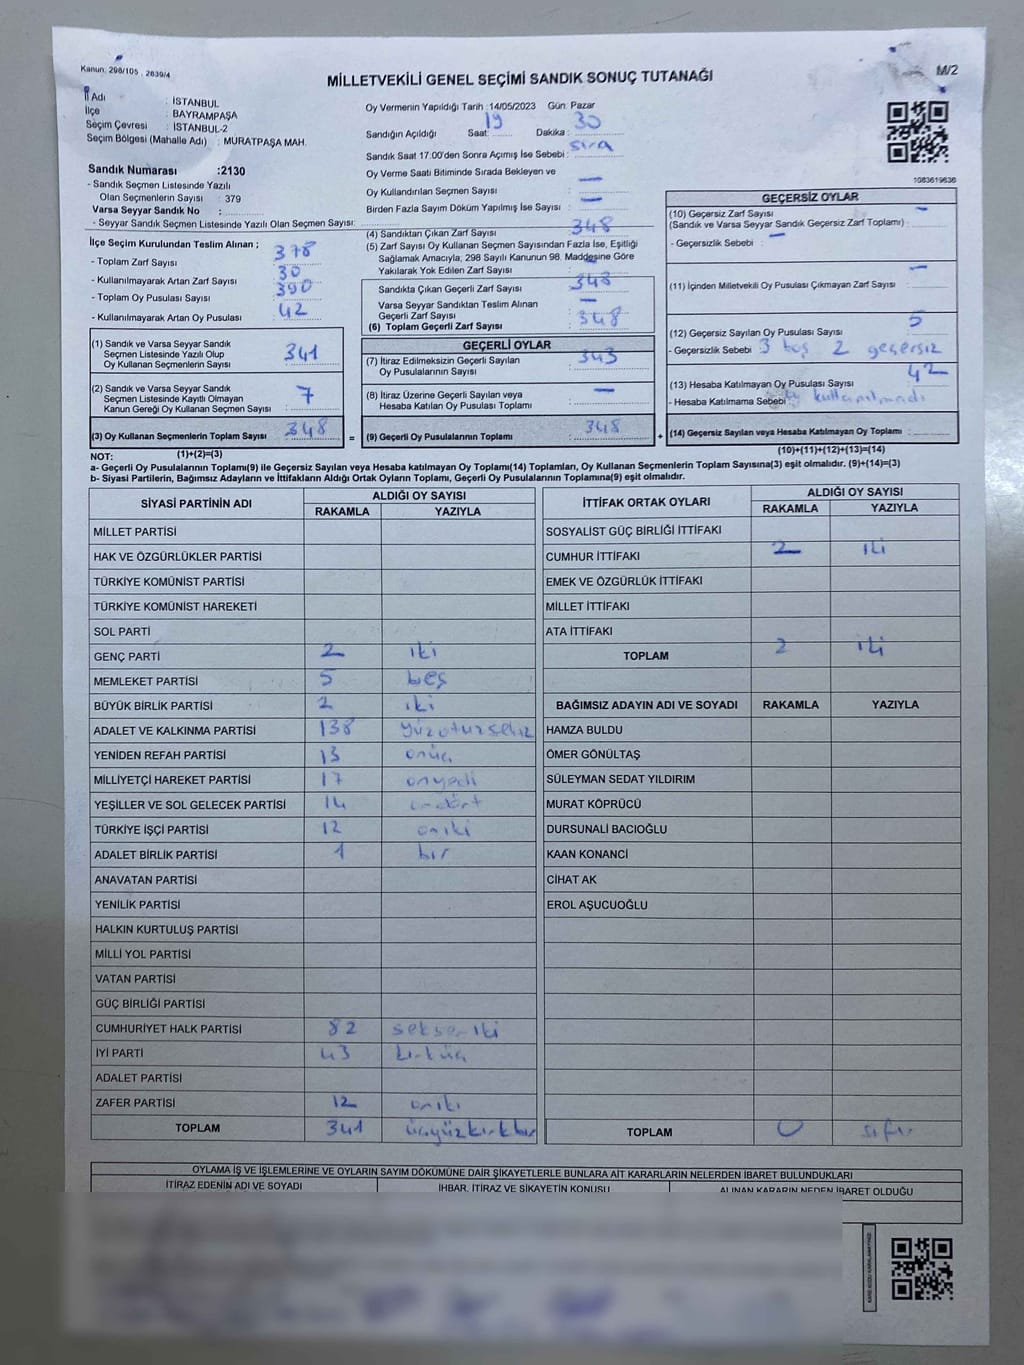 Kanun: 298/105 . 2839/4
MİLLETVEKİLİ GENEL SEÇİMİ SANDIK SONUÇ TUTANAĞI
M/2
İl Adı : İSTANBUL
İlçe : BAYRAMPAŞA
Seçim Çevresi : İSTANBUL-2
Seçim Bölgesi (Mahalle Adı) : MURATPAŞA MAH.
Oy Vermenin Yapıldığı Tarih :14/05/2023 Gün: Pazar
Sandığın Açıldığı Saat: 19 Dakika : 30
Sandık Saat 17:00'den Sonra Açımış İse Sebebi : sıra
Oy Verme Saati Bitiminde Sırada Bekleyen ve
Oy Kullandırılan Seçmen Sayısı : —
Birden Fazla Sayım Döküm Yapılmış İse Sayısı : —
1083619636
Sandık Numarası :2130
- Sandık Seçmen Listesinde Yazılı
Olan Seçmenlerin Sayısı : 379
Varsa Seyyar Sandık No :
- Seyyar Sandık Seçmen Listesinde Yazılı Olan Seçmen Sayısı:
İlçe Seçim Kurulundan Teslim Alınan ;
- Toplam Zarf Sayısı : 378
- Kullanılmayarak Artan Zarf Sayısı : 30
- Toplam Oy Pusulası Sayısı : 390
- Kullanılmayarak Artan Oy Pusulası : 42
(1) Sandık ve Varsa Seyyar Sandık
Seçmen Listesinde Yazılı Olup
Oy Kullanan Seçmenlerin Sayısı : 341
(2) Sandık ve Varsa Seyyar Sandık
Seçmen Listesinde Kayıtlı Olmayan
Kanun Gereği Oy Kullanan Seçmen Sayısı : 7
(3) Oy Kullanan Seçmenlerin Toplam Sayısı : 348
(1)+(2)=(3)
(4) Sandıktan Çıkan Zarf Sayısı : 348
(5) Zarf Sayısı Oy Kullanan Seçmen Sayısından Fazla İse, Eşitliği
Sağlamak Amacıyla, 298 Sayılı Kanunun 98. Maddesine Göre
Yakılarak Yok Edilen Zarf Sayısı : —
Sandıkta Çıkan Geçerli Zarf Sayısı : 348
Varsa Seyyar Sandıktan Teslim Alınan
Geçerli Zarf Sayısı : —
(6) Toplam Geçerli Zarf Sayısı : 348
GEÇERLİ OYLAR
(7) İtiraz Edilmeksizin Geçerli Sayılan
Oy Pusulalarının Sayısı : 343
(8) İtiraz Üzerine Geçerli Sayılan veya
Hesaba Katılan Oy Pusulası Toplamı : —
= (9) Geçerli Oy Pusulalarının Toplamı : 348
GEÇERSİZ OYLAR
(10) Geçersiz Zarf Sayısı : —
(Sandık ve Varsa Seyyar Sandık Geçersiz Zarf Toplamı)
- Geçersizlik Sebebi : —
(11) İçinden Milletvekili Oy Pusulası Çıkmayan Zarf Sayısı : —
(12) Geçersiz Sayılan Oy Pusulası Sayısı : 5
- Geçersizlik Sebebi : 3 boş 2 geçersiz
(13) Hesaba Katılmayan Oy Pusulası Sayısı : 42
- Hesaba Katılmama Sebebi : oy kullanılmadı
+ (14) Geçersiz Sayılan veya Hesaba Katılmayan Oy Toplamı :
(10)+(11)+(12)+(13)=(14)
NOT:
a- Geçerli Oy Pusulalarının Toplamı(9) ile Geçersiz Sayılan veya Hesaba katılmayan Oy Toplamı(14) Toplamları, Oy Kullanan Seçmenlerin Toplam Sayısına(3) eşit olmalıdır. (9)+(14)=(3)
b- Siyasi Partilerin, Bağımsız Adayların ve İttifakların Aldığı Ortak Oyların Toplamı, Geçerli Oy Pusulalarının Toplamına(9) eşit olmalıdır.
SİYASİ PARTİNİN ADI ALDIĞI OY SAYISI
RAKAMLA YAZIYLA
MİLLET PARTİSİ
HAK VE ÖZGÜRLÜKLER PARTİSİ
TÜRKİYE KOMÜNİST PARTİSİ
TÜRKİYE KOMÜNİST HAREKETİ
SOL PARTİ
GENÇ PARTİ 2 iki
MEMLEKET PARTİSİ 5 beş
BÜYÜK BİRLİK PARTİSİ 2 iki
ADALET VE KALKINMA PARTİSİ 138 yüzotuzsekiz
YENİDEN REFAH PARTİSİ 13 onüç
MİLLİYETÇİ HAREKET PARTİSİ 17 onyedi
YEŞİLLER VE SOL GELECEK PARTİSİ 14 ondört
TÜRKİYE İŞÇİ PARTİSİ 12 oniki
ADALET BİRLİK PARTİSİ 1 bir
ANAVATAN PARTİSİ
YENİLİK PARTİSİ
HALKIN KURTULUŞ PARTİSİ
MİLLİ YOL PARTİSİ
VATAN PARTİSİ
GÜÇ BİRLİĞİ PARTİSİ
CUMHURİYET HALK PARTİSİ 82 sekseniki
İYİ PARTİ 43 kırküç
ADALET PARTİSİ
ZAFER PARTİSİ 12 oniki
TOPLAM 341 üçyüzkırkbir
İTTİFAK ORTAK OYLARI ALDIĞI OY SAYISI
RAKAMLA YAZIYLA
SOSYALİST GÜÇ BİRLİĞİ İTTİFAKI
CUMHUR İTTİFAKI 2 iki
EMEK VE ÖZGÜRLÜK İTTİFAKI
MİLLET İTTİFAKI
ATA İTTİFAKI
TOPLAM 2 iki
BAĞIMSIZ ADAYIN ADI VE SOYADI RAKAMLA YAZIYLA
HAMZA BULDU
ÖMER GÖNÜLTAŞ
SÜLEYMAN SEDAT YILDIRIM
MURAT KÖPRÜCÜ
DURSUNALİ BACIOĞLU
KAAN KONANCİ
CİHAT AK
EROL AŞUCUOĞLU
TOPLAM 0 sıfır
OYLAMA İŞ VE İŞLEMLERİNE VE OYLARIN SAYIM DÖKÜMÜNE DAİR ŞİKAYETLERLE BUNLARA AİT KARARLARIN NELERDEN İBARET BULUNDUKLARI
İTİRAZ EDENİN ADI VE SOYADI İHBAR, İTİRAZ VE ŞİKAYETİN KONUSU ALINAN KARARIN NEDEN İBARET OLDUĞU